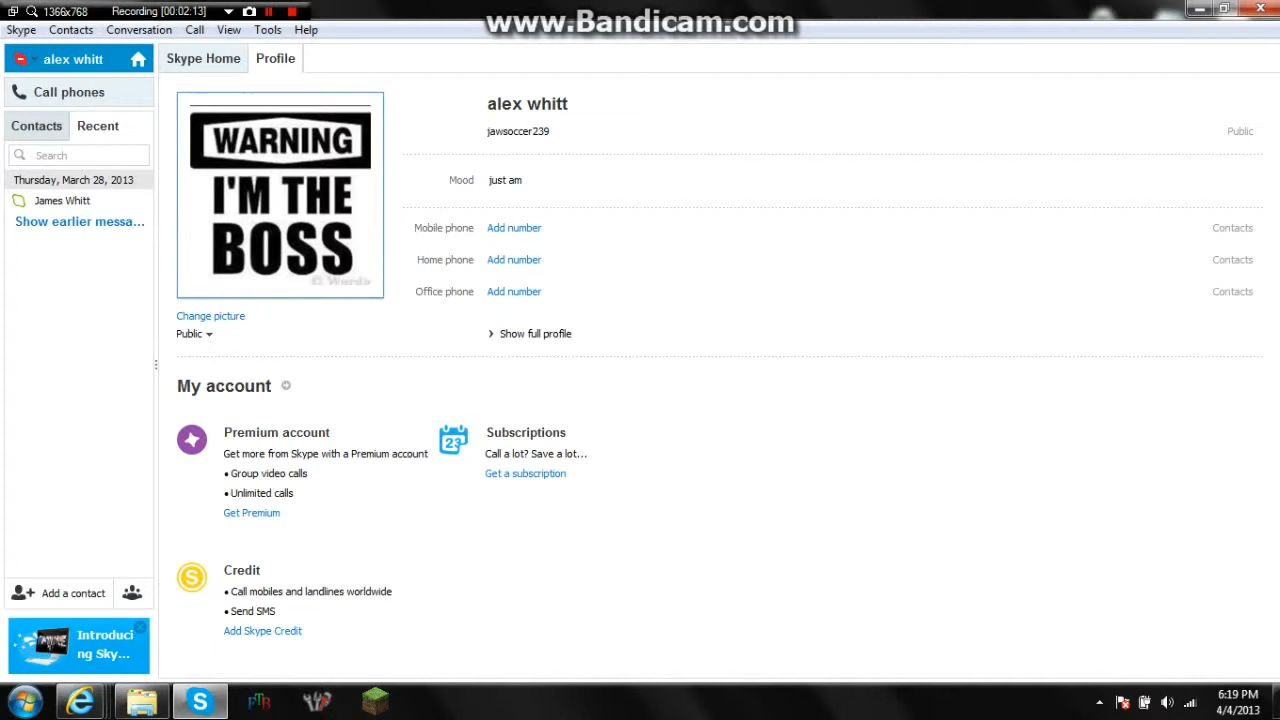 1366x768 Recording [00:02:13]
www.Bandicam.com
Skype Contacts Conversation Call View Tools Help
alex whitt
Skype Home Profile
Call phones
Contacts Recent
Search
Thursday, March 28, 2013
James Whitt
Show earlier messa...
WARNING
I'M THE
BOSS
Change picture
Public
alex whitt
jawsoccer239 Public
Mood just am
Mobile phone Add number Contacts
Home phone Add number Contacts
Office phone Add number Contacts
Show full profile
My account
Premium account
Get more from Skype with a Premium account
• Group video calls
• Unlimited calls
Get Premium
Subscriptions
Call a lot? Save a lot...
Get a subscription
Credit
• Call mobiles and landlines worldwide
• Send SMS
Add Skype Credit
Add a contact
Introduci
ng Sky...
FTB
6:19 PM
4/4/2013